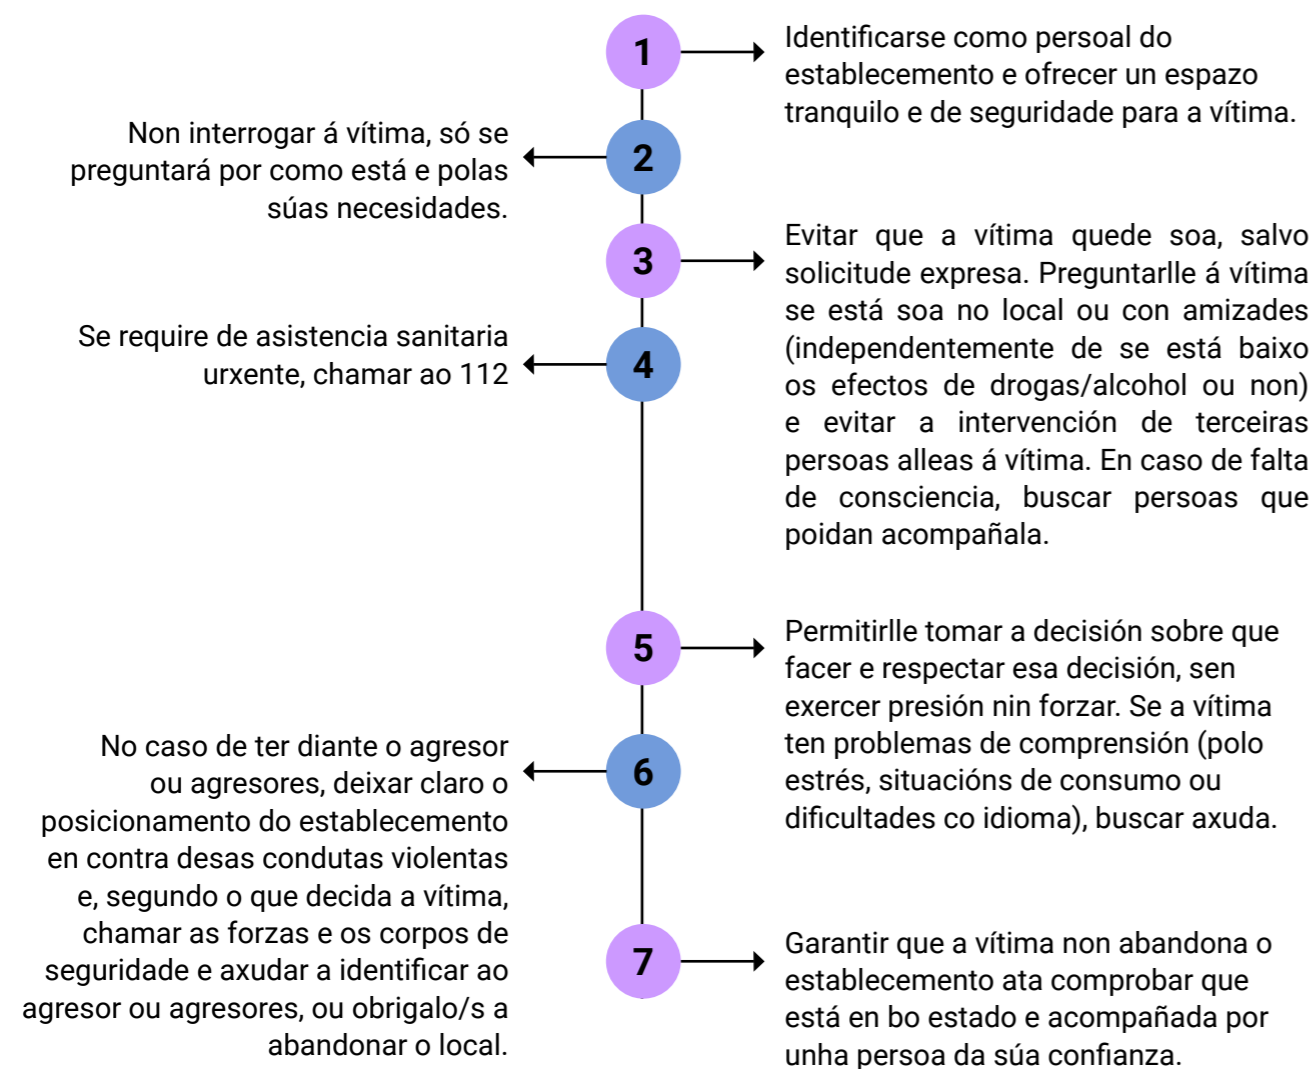 1
Identificarse como persoal do
establecemento e ofrecer un espazo
tranquilo e de seguridade para a vítima.
2
Non interrogar á vítima, só se
preguntará por como está e polas
súas necesidades.
3
Evitar que a vítima quede soa, salvo
solicitude expresa. Preguntarlle á vítima
se está soa no local ou con amizades
(independentemente de se está baixo
os efectos de drogas/alcohol ou non)
e evitar a intervención de terceiras
persoas alleas á vítima. En caso de falta
de consciencia, buscar persoas que
poidan acompañala.
4
Se require de asistencia sanitaria
urxente, chamar ao 112
5
Permitirlle tomar a decisión sobre que
facer e respectar esa decisión, sen
exercer presión nin forzar. Se a vítima
ten problemas de comprensión (polo
estrés, situacións de consumo ou
dificultades co idioma), buscar axuda.
6
No caso de ter diante o agresor
ou agresores, deixar claro o
posicionamento do establecemento
en contra desas condutas violentas
e, segundo o que decida a vítima,
chamar as forzas e os corpos de
seguridade e axudar a identificar ao
agresor ou agresores, ou obrigalo/s a
abandonar o local.
7
Garantir que a vítima non abandona o
establecemento ata comprobar que
está en bo estado e acompañada por
unha persoa da súa confianza.